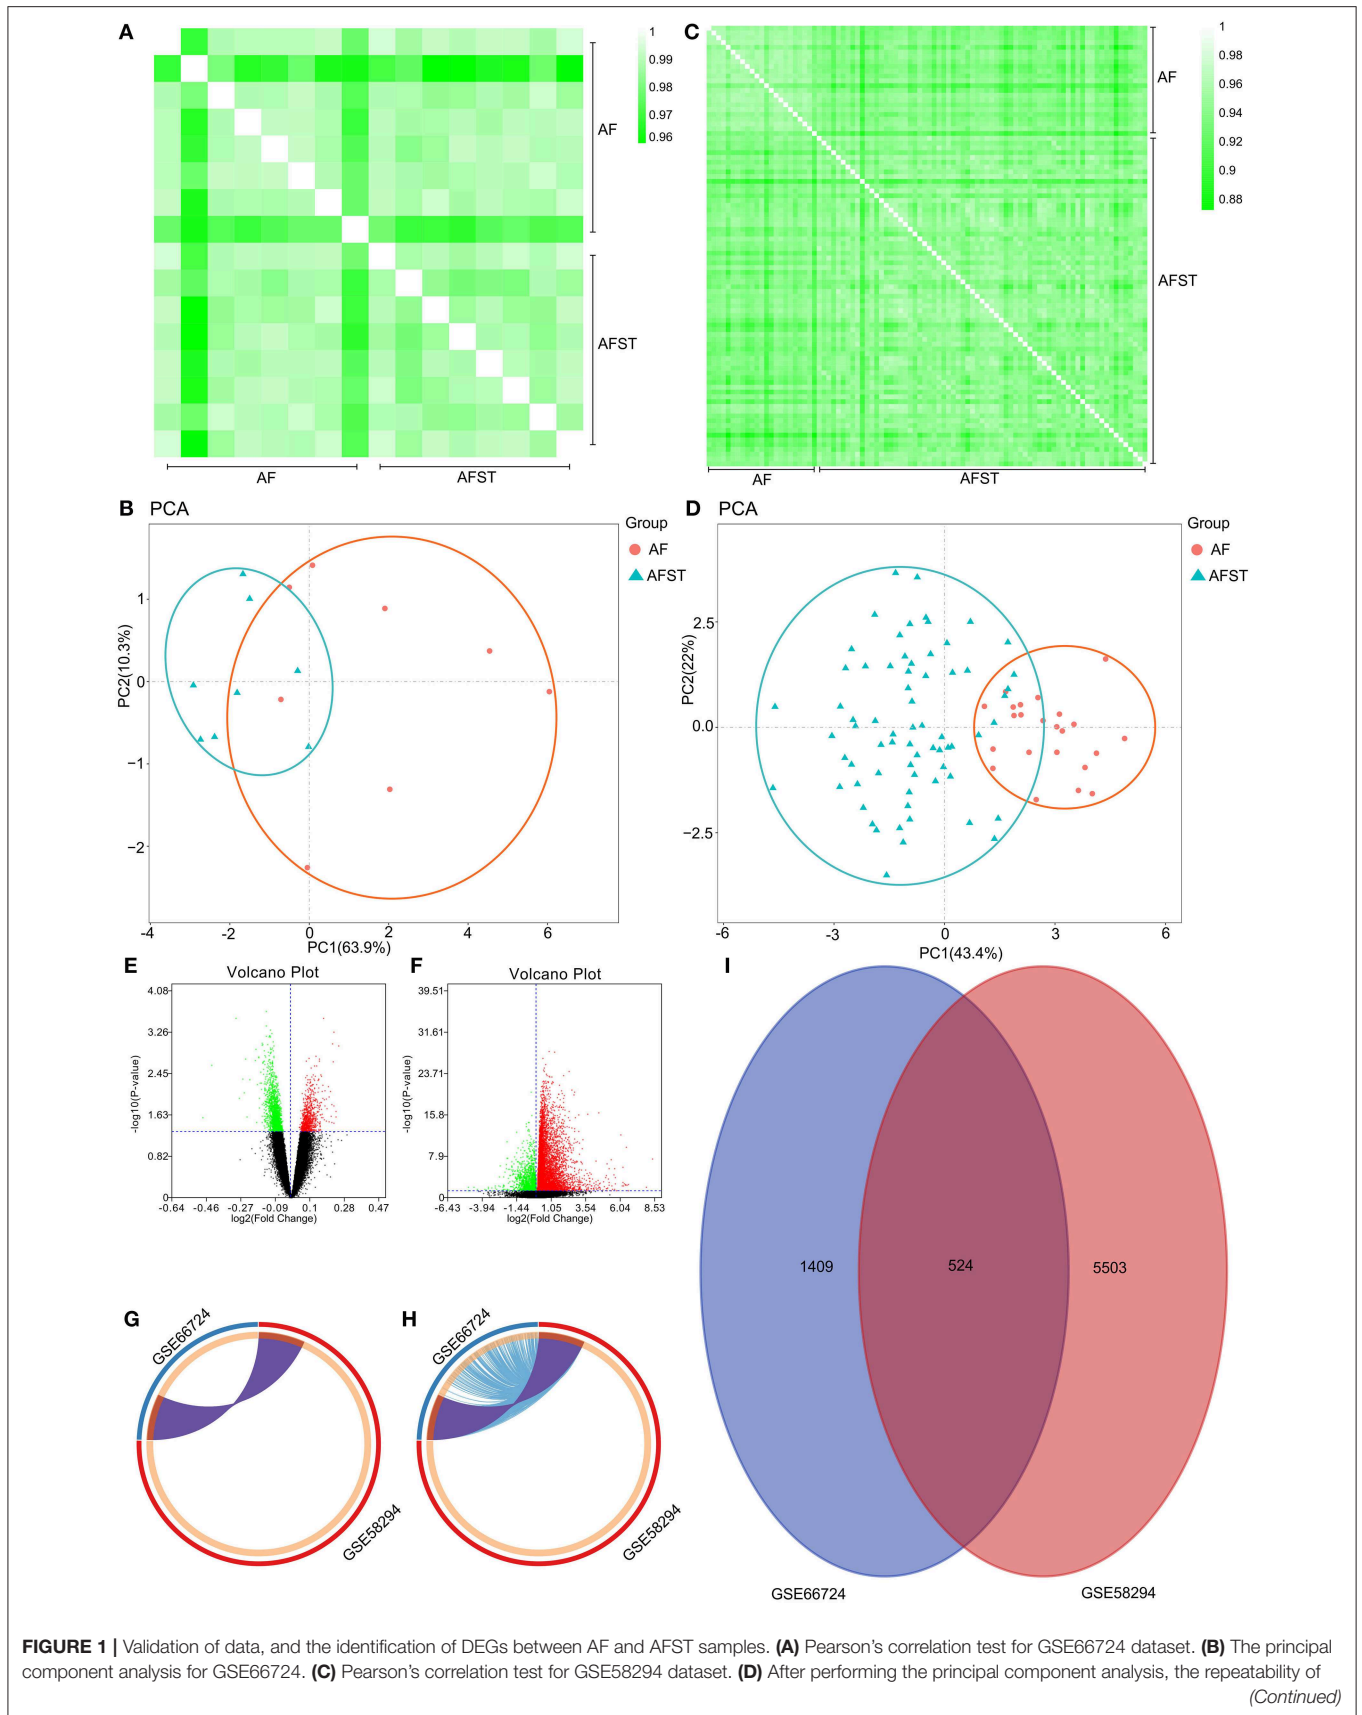 A
1
0.99
0.98
0.97
0.96
AF
AFST
AF
AFST
C
1
0.98
0.96
0.94
0.92
0.9
0.88
AF
AFST
AF
AFST
B PCA
Group
AF
AFST
PC2(10.3%)
1
0
−1
−2
-4 -2 0 2 4 6
PC1(63.9%)
D PCA
Group
AF
AFST
PC2(22%)
2.5
0.0
−2.5
-6 -3 0 3 6
PC1(43.4%)
E
Volcano Plot
-log10(P-value)
4.08
3.26
2.45
1.63
0.82
0
-0.64 -0.46 -0.27 -0.09 0.1 0.28 0.47
log2(Fold Change)
F
Volcano Plot
-log10(P-value)
39.51
31.61
23.71
15.8
7.9
0
-6.43 -3.94 -1.44 1.05 3.54 6.04 8.53
log2(Fold Change)
G
GSE66724
GSE58294
H
GSE66724
GSE58294
I
1409 524 5503
GSE66724 GSE58294
FIGURE 1 | Validation of data, and the identification of DEGs between AF and AFST samples. (A) Pearson's correlation test for GSE66724 dataset. (B) The principal
component analysis for GSE66724. (C) Pearson's correlation test for GSE58294 dataset. (D) After performing the principal component analysis, the repeatability of
(Continued)